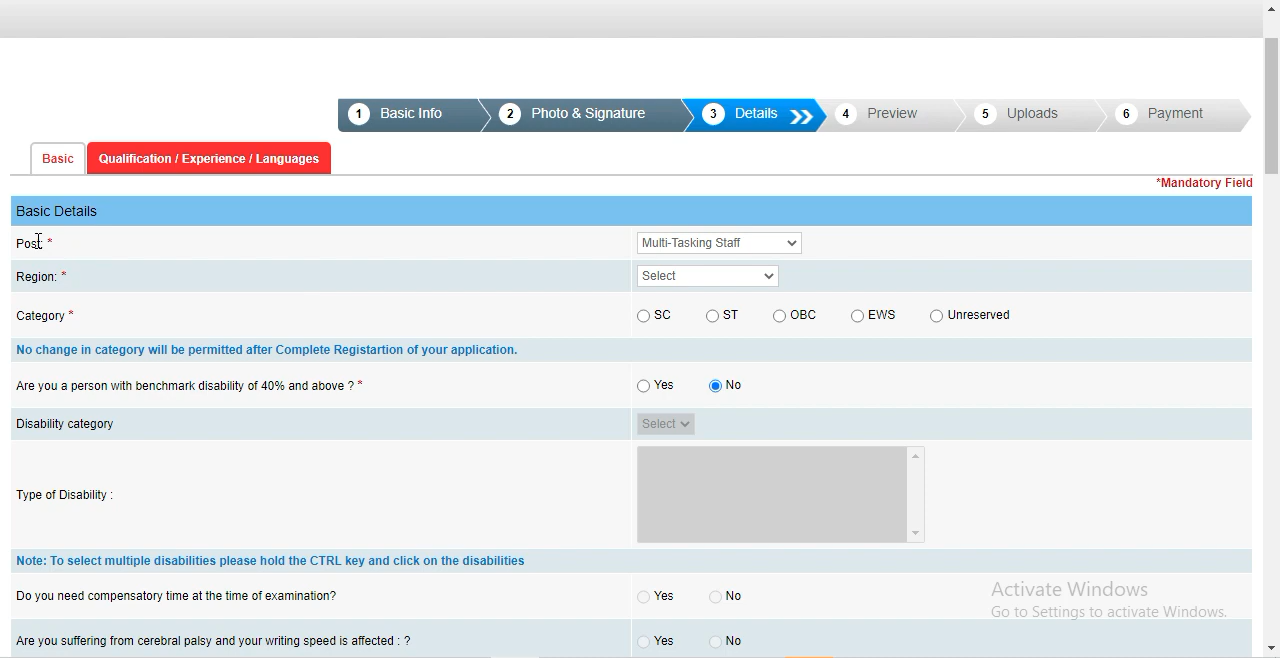 1 Basic Info 2 Photo & Signature 3 Details 4 Preview 5 Uploads 6 Payment
Basic Qualification / Experience / Languages
*Mandatory Field
Basic Details
Post * Multi-Tasking Staff
Region: * Select
Category * SC ST OBC EWS Unreserved
No change in category will be permitted after Complete Registartion of your application.
Are you a person with benchmark disability of 40% and above ? * Yes No
Disability category Select
Type of Disability :
Note: To select multiple disabilities please hold the CTRL key and click on the disabilities
Do you need compensatory time at the time of examination? Yes No
Are you suffering from cerebral palsy and your writing speed is affected : ? Yes No
Activate Windows
Go to Settings to activate Windows.